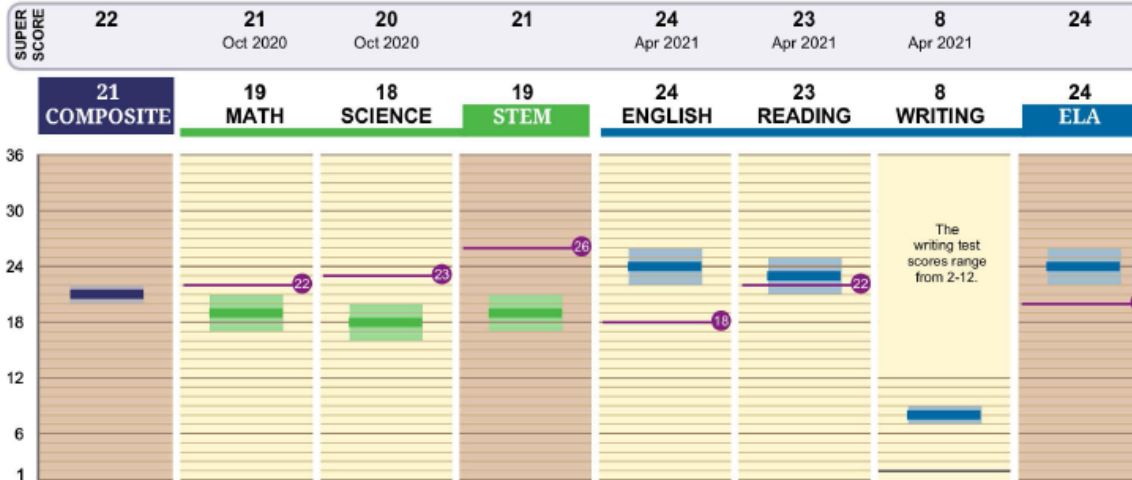 SUPER
SCORE
22 21 20 21 24 23 8 24
Oct 2020 Oct 2020 Apr 2021 Apr 2021 Apr 2021
21 19 18 19 24 23 8 24
COMPOSITE MATH SCIENCE STEM ENGLISH READING WRITING ELA
36
30
24
18
12
6
1
22
23
26
18
22
The
writing test
scores range
from 2-12.